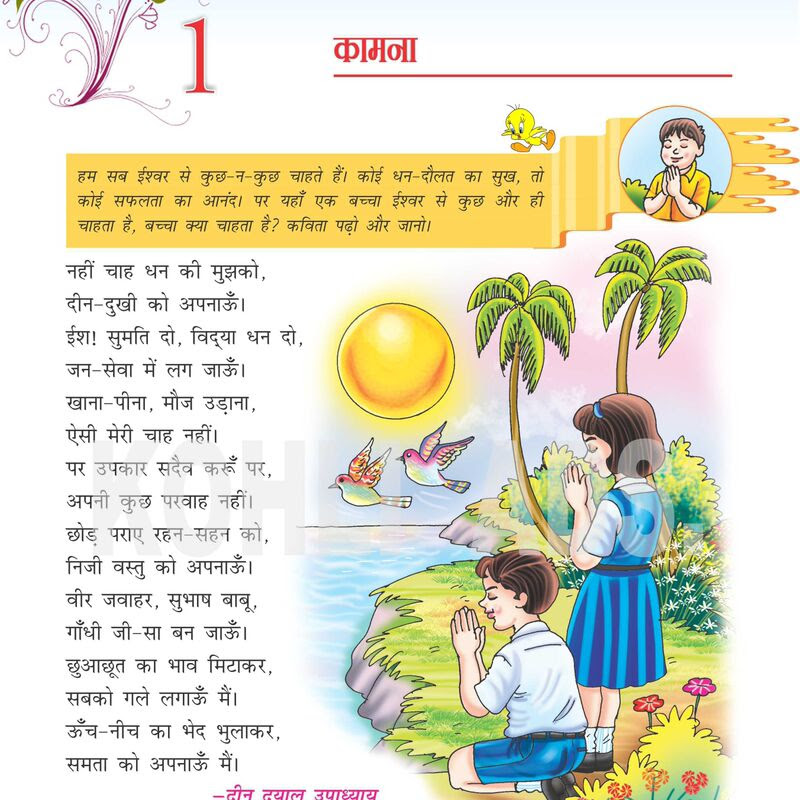 1
कामना
हम सब ईश्वर से कुछ-न-कुछ चाहते हैं। कोई धन-दौलत का सुख, तो
कोई सफलता का आनंद। पर यहाँ एक बच्चा ईश्वर से कुछ और ही
चाहता है, बच्चा क्या चाहता है? कविता पढ़ो और जानो।
नहीं चाह धन की मुझको,
दीन-दुखी को अपनाऊँ।
ईश! सुमति दो, विद्‌या धन दो,
जन-सेवा में लग जाऊँ।
खाना-पीना, मौज उड़ाना,
ऐसी मेरी चाह नहीं।
पर उपकार सदैव करूँ पर,
अपनी कुछ परवाह नहीं।
छोड़ पराए रहन-सहन को,
निजी वस्तु को अपनाऊँ।
वीर जवाहर, सुभाष बाबू,
गाँधी जी-सा बन जाऊँ।
छुआछूत का भाव मिटाकर,
सबको गले लगाऊँ मैं।
ऊँच-नीच का भेद भुलाकर,
समता को अपनाऊँ मैं।
-दीन दयाल उपाध्याय